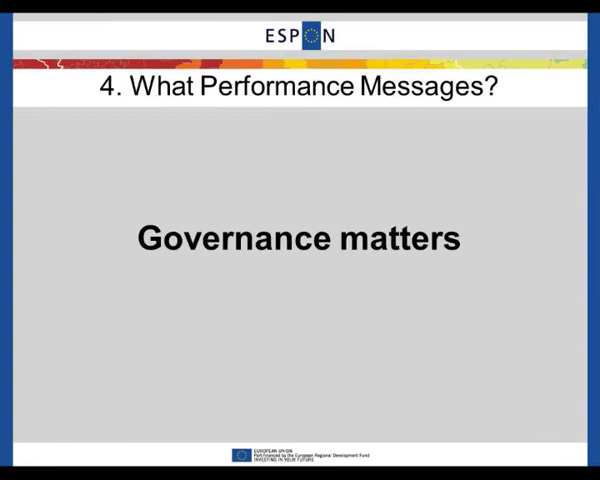 ESPON
4. What Performance Messages?
Governance matters
EUROPEAN UNION
Part-financed by the European Regional Development Fund
INVESTING IN YOUR FUTURE